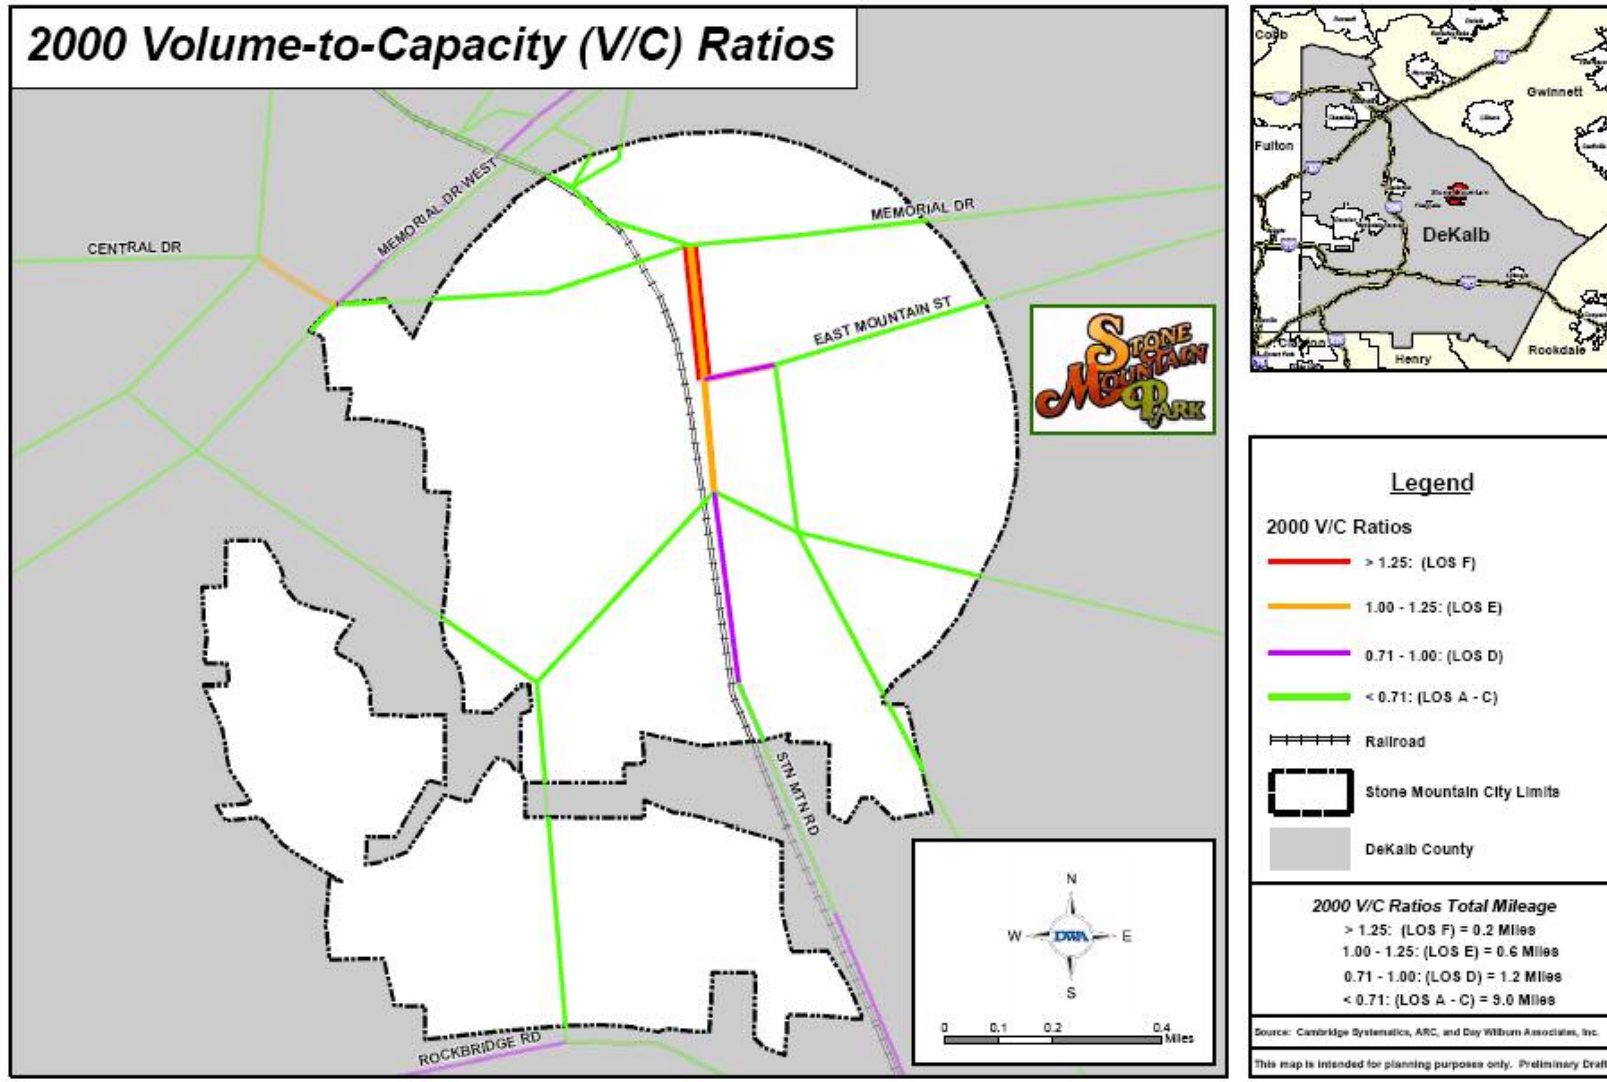 2000 Volume-to-Capacity (V/C) Ratios
CENTRAL DR
MEMORIAL DR WEST
MEMORIAL DR
EAST MOUNTAIN ST
STONE
MOUNTAIN
PARK
STN MTN RD
ROCKBRIDGE RD
N
W DWA E
S
0 0.1 0.2 0.4
Miles
Cobb
Gwinnett
Fulton
DeKalb
Henry
Rockdale
Legend
2000 V/C Ratios
> 1.25: (LOS F)
1.00 - 1.25: (LOS E)
0.71 - 1.00: (LOS D)
< 0.71: (LOS A - C)
Railroad
Stone Mountain City Limits
DeKalb County
2000 V/C Ratios Total Mileage
> 1.25: (LOS F) = 0.2 Miles
1.00 - 1.25: (LOS E) = 0.6 Miles
0.71 - 1.00: (LOS D) = 1.2 Miles
< 0.71: (LOS A - C) = 9.0 Miles
Source: Cambridge Systematics, ARC, and Day Wilburn Associates, Inc.
This map is intended for planning purposes only. Preliminary Draft